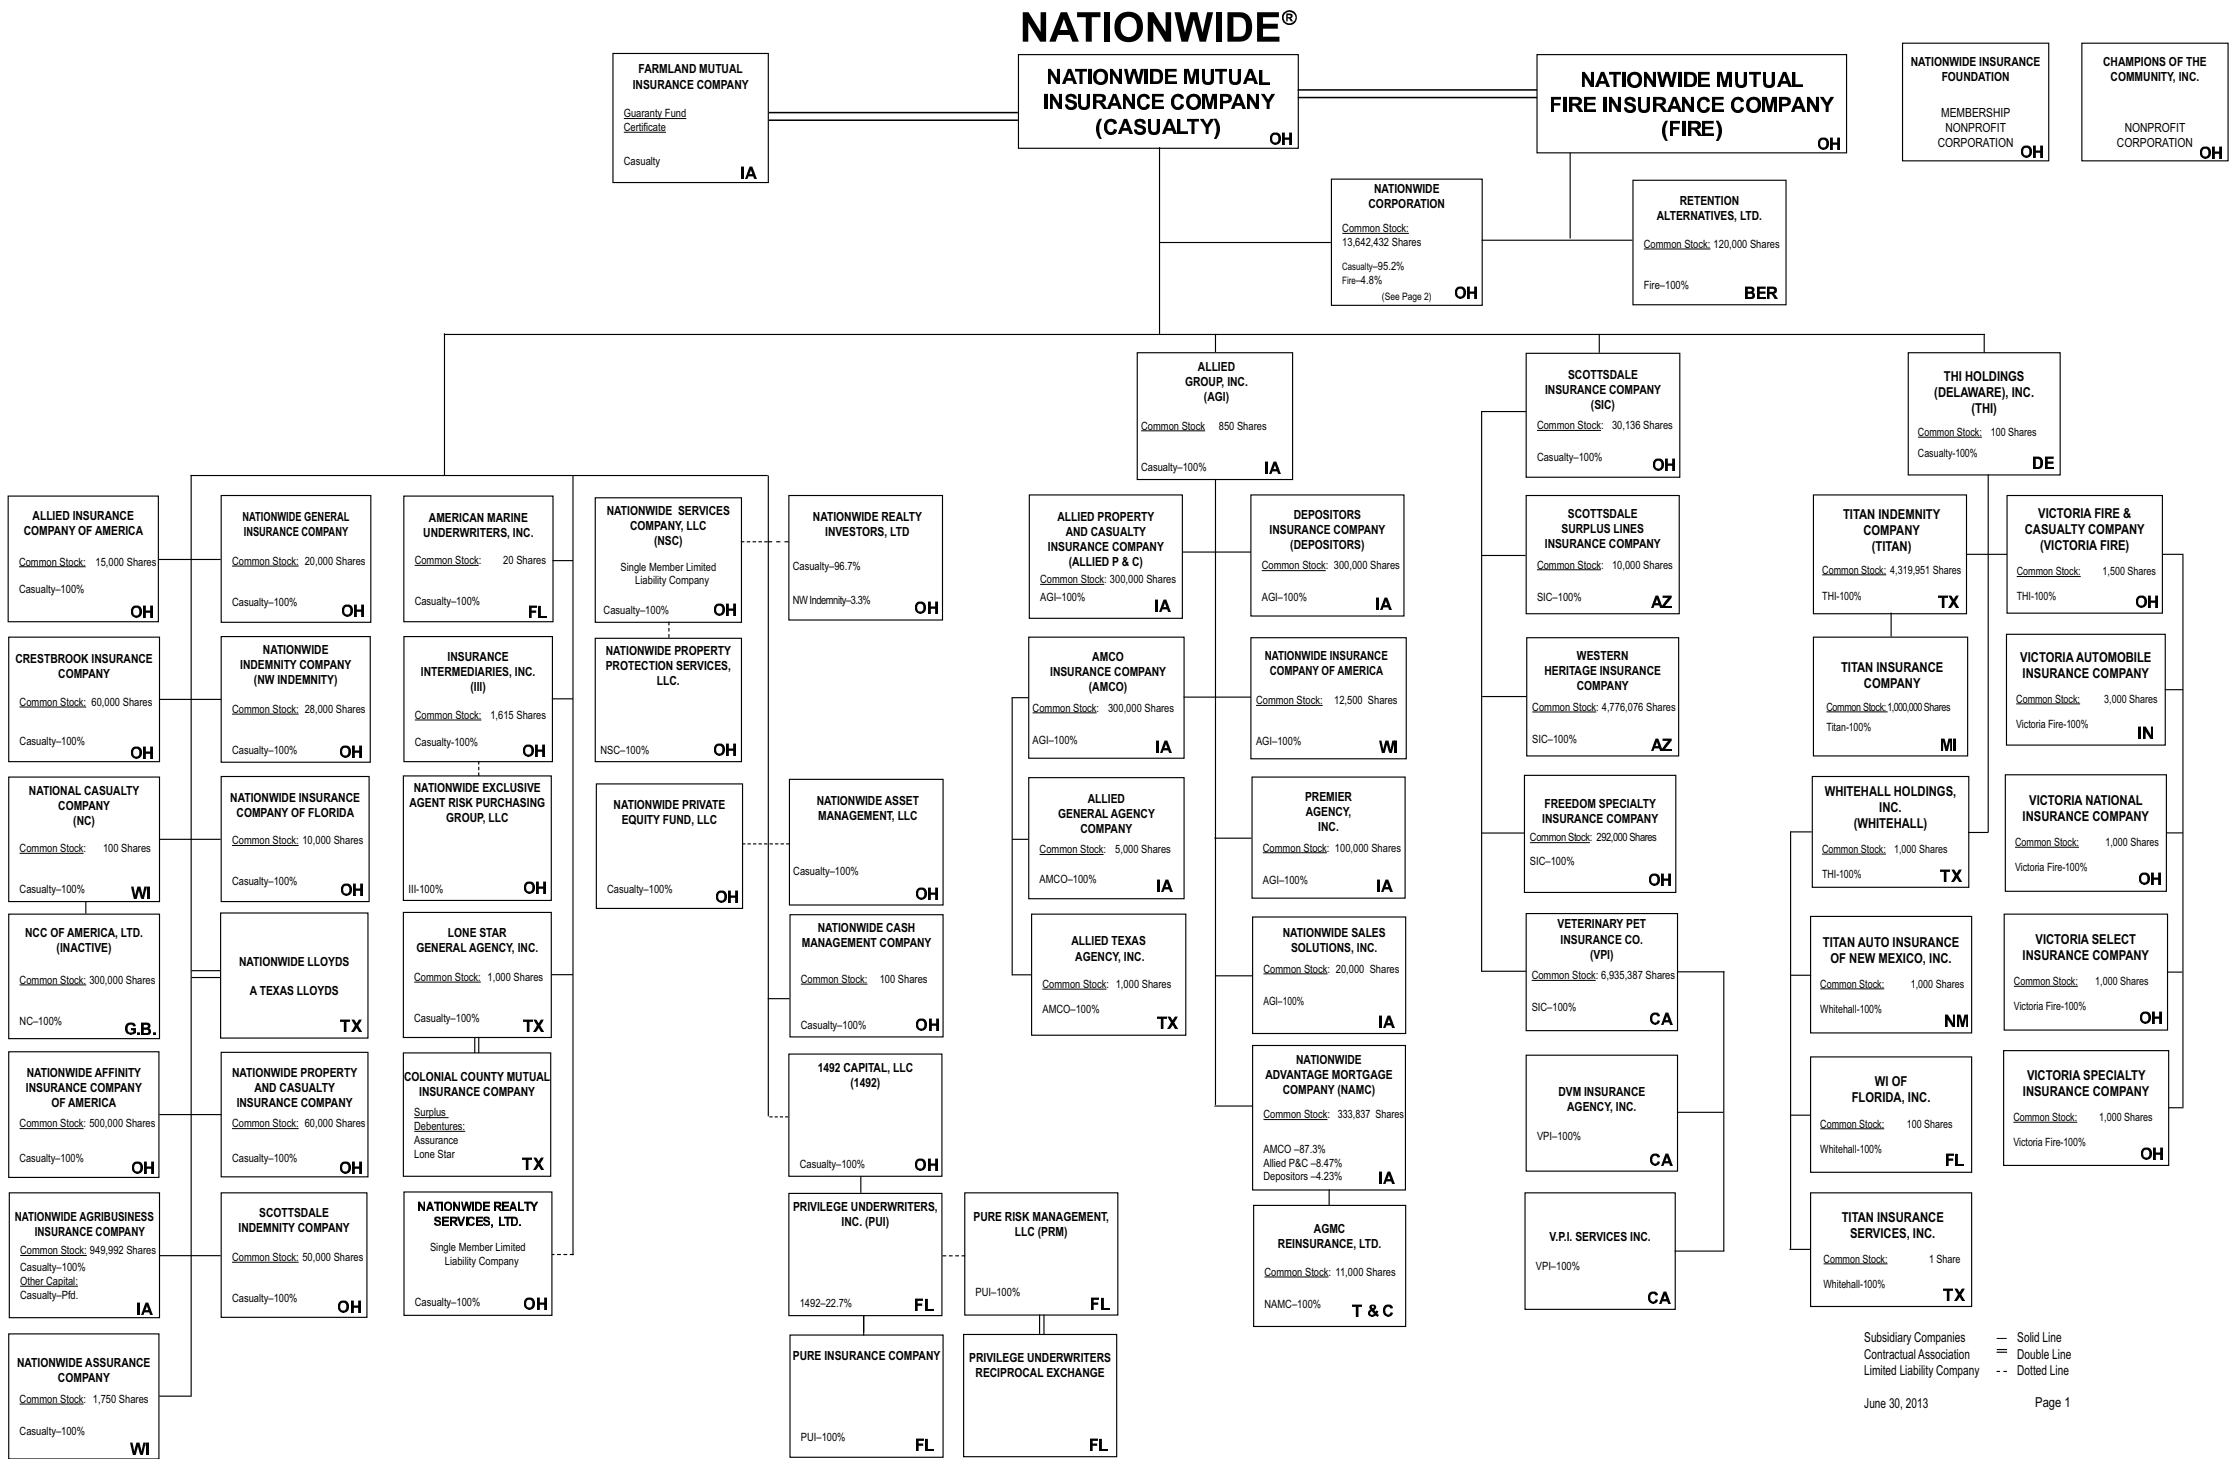 NATIONWIDE®
FARMLAND MUTUAL
INSURANCE COMPANY
Guaranty Fund
Certificate
Casualty
IA
NATIONWIDE MUTUAL
INSURANCE COMPANY
(CASUALTY)
OH
NATIONWIDE MUTUAL
FIRE INSURANCE COMPANY
(FIRE)
OH
NATIONWIDE INSURANCE
FOUNDATION
MEMBERSHIP
NONPROFIT
CORPORATION
OH
CHAMPIONS OF THE
COMMUNITY, INC.
NONPROFIT
CORPORATION
OH
NATIONWIDE
CORPORATION
Common Stock:
13,642,432 Shares
Casualty–95.2%
Fire–4.8%
(See Page 2)
OH
RETENTION
ALTERNATIVES, LTD.
Common Stock: 120,000 Shares
Fire–100%
BER
ALLIED
GROUP, INC.
(AGI)
Common Stock 850 Shares
Casualty–100%
IA
SCOTTSDALE
INSURANCE COMPANY
(SIC)
Common Stock: 30,136 Shares
Casualty–100%
OH
THI HOLDINGS
(DELAWARE), INC.
(THI)
Common Stock: 100 Shares
Casualty-100%
DE
ALLIED INSURANCE
COMPANY OF AMERICA
Common Stock: 15,000 Shares
Casualty–100%
OH
NATIONWIDE GENERAL
INSURANCE COMPANY
Common Stock: 20,000 Shares
Casualty–100%
OH
AMERICAN MARINE
UNDERWRITERS, INC.
Common Stock: 20 Shares
Casualty–100%
FL
NATIONWIDE SERVICES
COMPANY, LLC
(NSC)
Single Member Limited
Liability Company
Casualty–100%
OH
NATIONWIDE REALTY
INVESTORS, LTD
Casualty–96.7%
NW Indemnity–3.3%
OH
ALLIED PROPERTY
AND CASUALTY
INSURANCE COMPANY
(ALLIED P & C)
Common Stock: 300,000 Shares
AGI–100%
IA
DEPOSITORS
INSURANCE COMPANY
(DEPOSITORS)
Common Stock: 300,000 Shares
AGI–100%
IA
SCOTTSDALE
SURPLUS LINES
INSURANCE COMPANY
Common Stock: 10,000 Shares
SIC–100%
AZ
TITAN INDEMNITY
COMPANY
(TITAN)
Common Stock: 4,319,951 Shares
THI-100%
TX
VICTORIA FIRE &
CASUALTY COMPANY
(VICTORIA FIRE)
Common Stock: 1,500 Shares
THI-100%
OH
CRESTBROOK INSURANCE
COMPANY
Common Stock: 60,000 Shares
Casualty–100%
OH
NATIONWIDE
INDEMNITY COMPANY
(NW INDEMNITY)
Common Stock: 28,000 Shares
Casualty–100%
OH
INSURANCE
INTERMEDIARIES, INC.
(III)
Common Stock: 1,615 Shares
Casualty-100%
OH
NATIONWIDE PROPERTY
PROTECTION SERVICES,
LLC.
NSC–100%
OH
AMCO
INSURANCE COMPANY
(AMCO)
Common Stock: 300,000 Shares
AGI–100%
IA
NATIONWIDE INSURANCE
COMPANY OF AMERICA
Common Stock: 12,500 Shares
AGI–100%
WI
WESTERN
HERITAGE INSURANCE
COMPANY
Common Stock: 4,776,076 Shares
SIC–100%
AZ
TITAN INSURANCE
COMPANY
Common Stock: 1,000,000 Shares
Titan-100%
MI
VICTORIA AUTOMOBILE
INSURANCE COMPANY
Common Stock: 3,000 Shares
Victoria Fire-100%
IN
NATIONAL CASUALTY
COMPANY
(NC)
Common Stock: 100 Shares
Casualty–100%
WI
NATIONWIDE INSURANCE
COMPANY OF FLORIDA
Common Stock: 10,000 Shares
Casualty–100%
OH
NATIONWIDE EXCLUSIVE
AGENT RISK PURCHASING
GROUP, LLC
III-100%
OH
NATIONWIDE PRIVATE
EQUITY FUND, LLC
Casualty–100%
OH
NATIONWIDE ASSET
MANAGEMENT, LLC
Casualty–100%
OH
ALLIED
GENERAL AGENCY
COMPANY
Common Stock: 5,000 Shares
AMCO–100%
IA
PREMIER
AGENCY,
INC.
Common Stock: 100,000 Shares
AGI–100%
IA
FREEDOM SPECIALTY
INSURANCE COMPANY
Common Stock: 292,000 Shares
SIC–100%
OH
WHITEHALL HOLDINGS,
INC.
(WHITEHALL)
Common Stock: 1,000 Shares
THI-100%
TX
VICTORIA NATIONAL
INSURANCE COMPANY
Common Stock: 1,000 Shares
Victoria Fire-100%
OH
NCC OF AMERICA, LTD.
(INACTIVE)
Common Stock: 300,000 Shares
NC–100%
G.B.
NATIONWIDE LLOYDS
A TEXAS LLOYDS
TX
LONE STAR
GENERAL AGENCY, INC.
Common Stock: 1,000 Shares
Casualty–100%
TX
NATIONWIDE CASH
MANAGEMENT COMPANY
Common Stock: 100 Shares
Casualty–100%
OH
ALLIED TEXAS
AGENCY, INC.
Common Stock: 1,000 Shares
AMCO–100%
TX
NATIONWIDE SALES
SOLUTIONS, INC.
Common Stock: 20,000 Shares
AGI–100%
IA
VETERINARY PET
INSURANCE CO.
(VPI)
Common Stock: 6,935,387 Shares
SIC–100%
CA
TITAN AUTO INSURANCE
OF NEW MEXICO, INC.
Common Stock: 1,000 Shares
Whitehall-100%
NM
VICTORIA SELECT
INSURANCE COMPANY
Common Stock: 1,000 Shares
Victoria Fire-100%
OH
NATIONWIDE AFFINITY
INSURANCE COMPANY
OF AMERICA
Common Stock: 500,000 Shares
Casualty–100%
OH
NATIONWIDE PROPERTY
AND CASUALTY
INSURANCE COMPANY
Common Stock: 60,000 Shares
Casualty–100%
OH
COLONIAL COUNTY MUTUAL
INSURANCE COMPANY
Surplus
Debentures:
Assurance
Lone Star
TX
1492 CAPITAL, LLC
(1492)
Casualty–100%
OH
NATIONWIDE
ADVANTAGE MORTGAGE
COMPANY (NAMC)
Common Stock: 333,837 Shares
AMCO –87.3%
Allied P&C –8.47%
Depositors –4.23%
IA
DVM INSURANCE
AGENCY, INC.
VPI–100%
CA
WI OF
FLORIDA, INC.
Common Stock: 100 Shares
Whitehall-100%
FL
VICTORIA SPECIALTY
INSURANCE COMPANY
Common Stock: 1,000 Shares
Victoria Fire-100%
OH
NATIONWIDE AGRIBUSINESS
INSURANCE COMPANY
Common Stock: 949,992 Shares
Casualty–100%
Other Capital:
Casualty–Pfd.
IA
SCOTTSDALE
INDEMNITY COMPANY
Common Stock: 50,000 Shares
Casualty–100%
OH
NATIONWIDE REALTY
SERVICES, LTD.
Single Member Limited
Liability Company
Casualty–100%
OH
PRIVILEGE UNDERWRITERS,
INC. (PUI)
1492–22.7%
FL
PURE RISK MANAGEMENT,
LLC (PRM)
PUI–100%
FL
AGMC
REINSURANCE, LTD.
Common Stock: 11,000 Shares
NAMC–100%
T & C
V.P.I. SERVICES INC.
VPI–100%
CA
TITAN INSURANCE
SERVICES, INC.
Common Stock: 1 Share
Whitehall-100%
TX
NATIONWIDE ASSURANCE
COMPANY
Common Stock: 1,750 Shares
Casualty–100%
WI
PURE INSURANCE COMPANY
PUI–100%
FL
PRIVILEGE UNDERWRITERS
RECIPROCAL EXCHANGE
FL
Subsidiary Companies — Solid Line
Contractual Association = Double Line
Limited Liability Company - - Dotted Line
June 30, 2013 Page 1